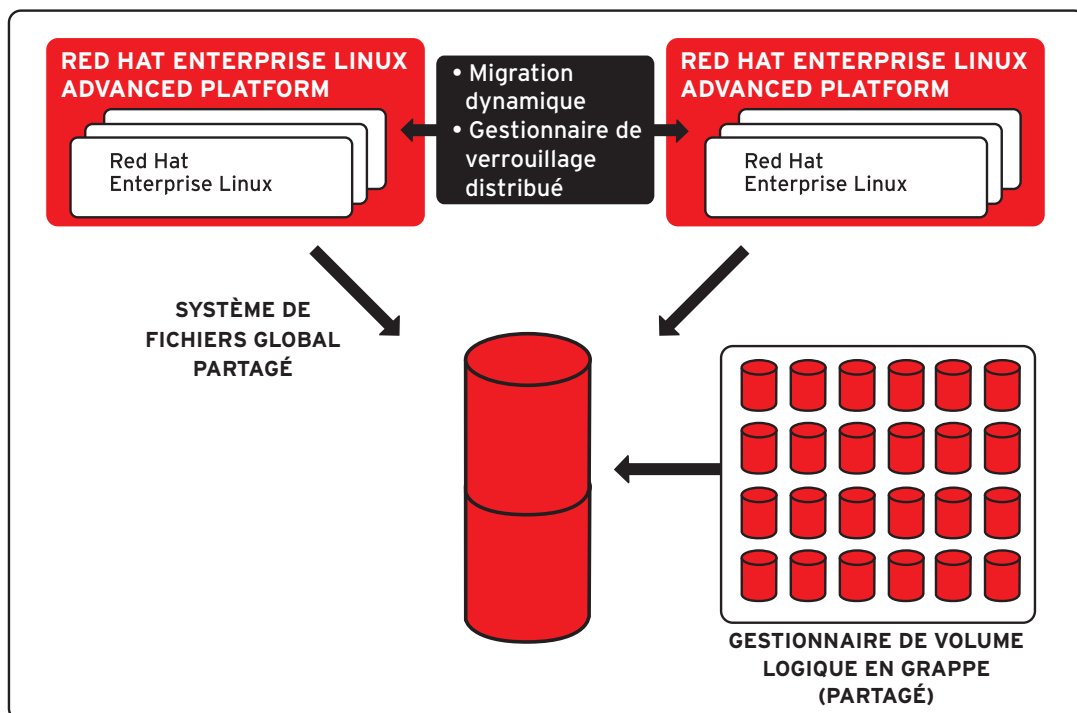 RED HAT ENTERPRISE LINUX
ADVANCED PLATFORM
Red Hat
Enterprise Linux
• Migration
dynamique
• Gestionnaire de
verrouillage
distribué
RED HAT ENTERPRISE LINUX
ADVANCED PLATFORM
Red Hat
Enterprise Linux
SYSTÈME DE
FICHIERS GLOBAL
PARTAGÉ
GESTIONNAIRE DE VOLUME
LOGIQUE EN GRAPPE
(PARTAGÉ)